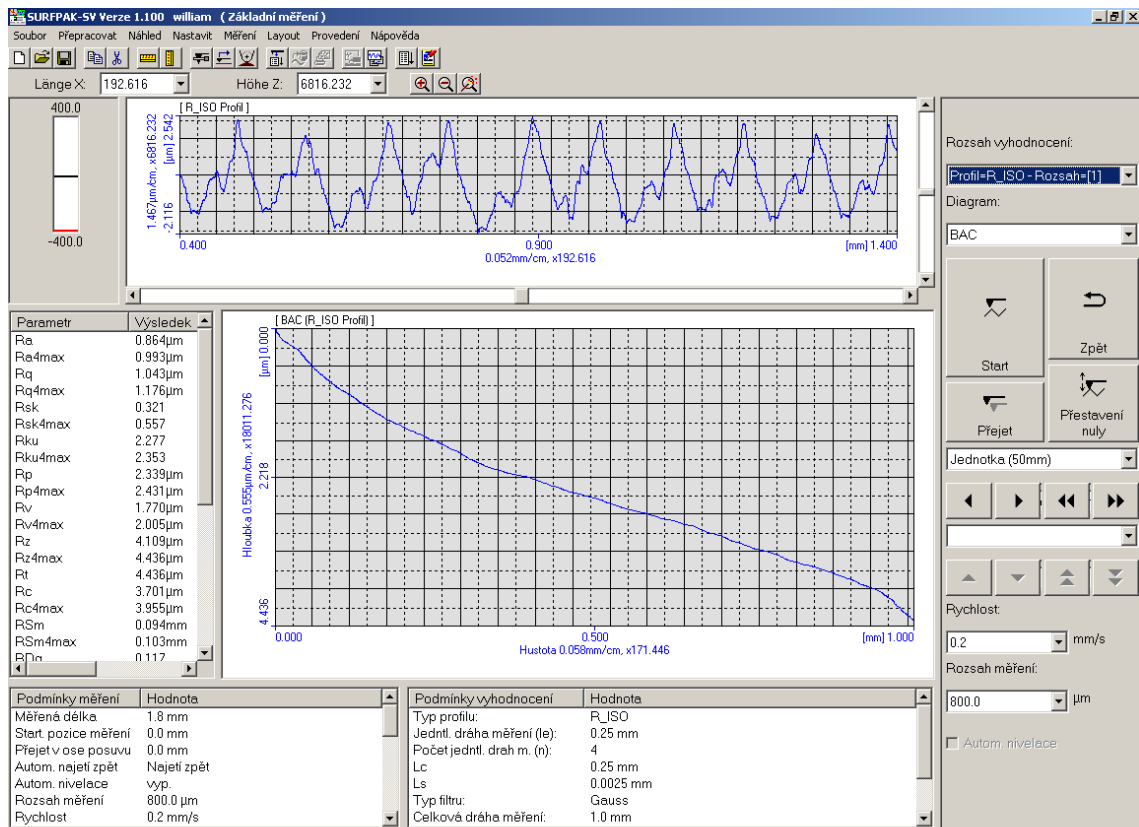 SURFPAK-SV Verze 1.100 william ( Základní měření )
Soubor Přepracovat Náhled Nastavit Měření Layout Provedení Nápověda
Länge X: 192.616 Höhe Z: 6816.232
400.0
-400.0
[ R_ISO Profil ]
1.467µm/cm, x6816.232
[µm] 2.542
-2.116
0.400 0.900 [mm] 1.400
0.052mm/cm, x192.616
Rozsah vyhodnocení:
Profil=R_ISO - Rozsah=[1]
Diagram:
BAC
Start
Zpět
Přejet
Přestavení nuly
Jednotka (50mm)
Rychlost:
0.2 mm/s
Rozsah měření:
800.0 µm
Autom. nivelace
Parametr Výsledek
Ra 0.864µm
Ra4max 0.993µm
Rq 1.043µm
Rq4max 1.176µm
Rsk 0.321
Rsk4max 0.557
Rku 2.277
Rku4max 2.353
Rp 2.339µm
Rp4max 2.431µm
Rv 1.770µm
Rv4max 2.005µm
Rz 4.109µm
Rz4max 4.436µm
Rt 4.436µm
Rc 3.701µm
Rc4max 3.955µm
RSm 0.094mm
RSm4max 0.103mm
RDq 0.117
[ BAC (R_ISO Profil) ]
Hloubka 0.555µm/cm, x18011.276
[µm] 0.000
2.218
4.436
0.000 0.500 [mm] 1.000
Hustota 0.058mm/cm, x171.446
Podmínky měření Hodnota
Měřená délka 1.8 mm
Start. pozice měření 0.0 mm
Přejet v ose posuvu 0.0 mm
Autom. najetí zpět Najetí zpět
Autom. nivelace vyp.
Rozsah měření 800.0 µm
Rychlost 0.2 mm/s
Podmínky vyhodnocení Hodnota
Typ profilu: R_ISO
Jedntl. dráha měření (le): 0.25 mm
Počet jedntl. drah m. (n): 4
Lc 0.25 mm
Ls 0.0025 mm
Typ filtru: Gauss
Celková dráha měření: 1.0 mm